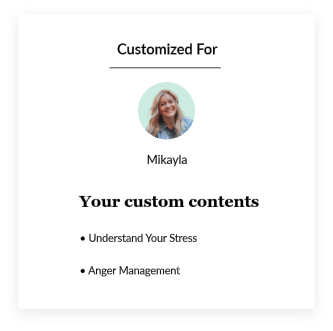 Customized For
Mikayla
Your custom contents
• Understand Your Stress
• Anger Management